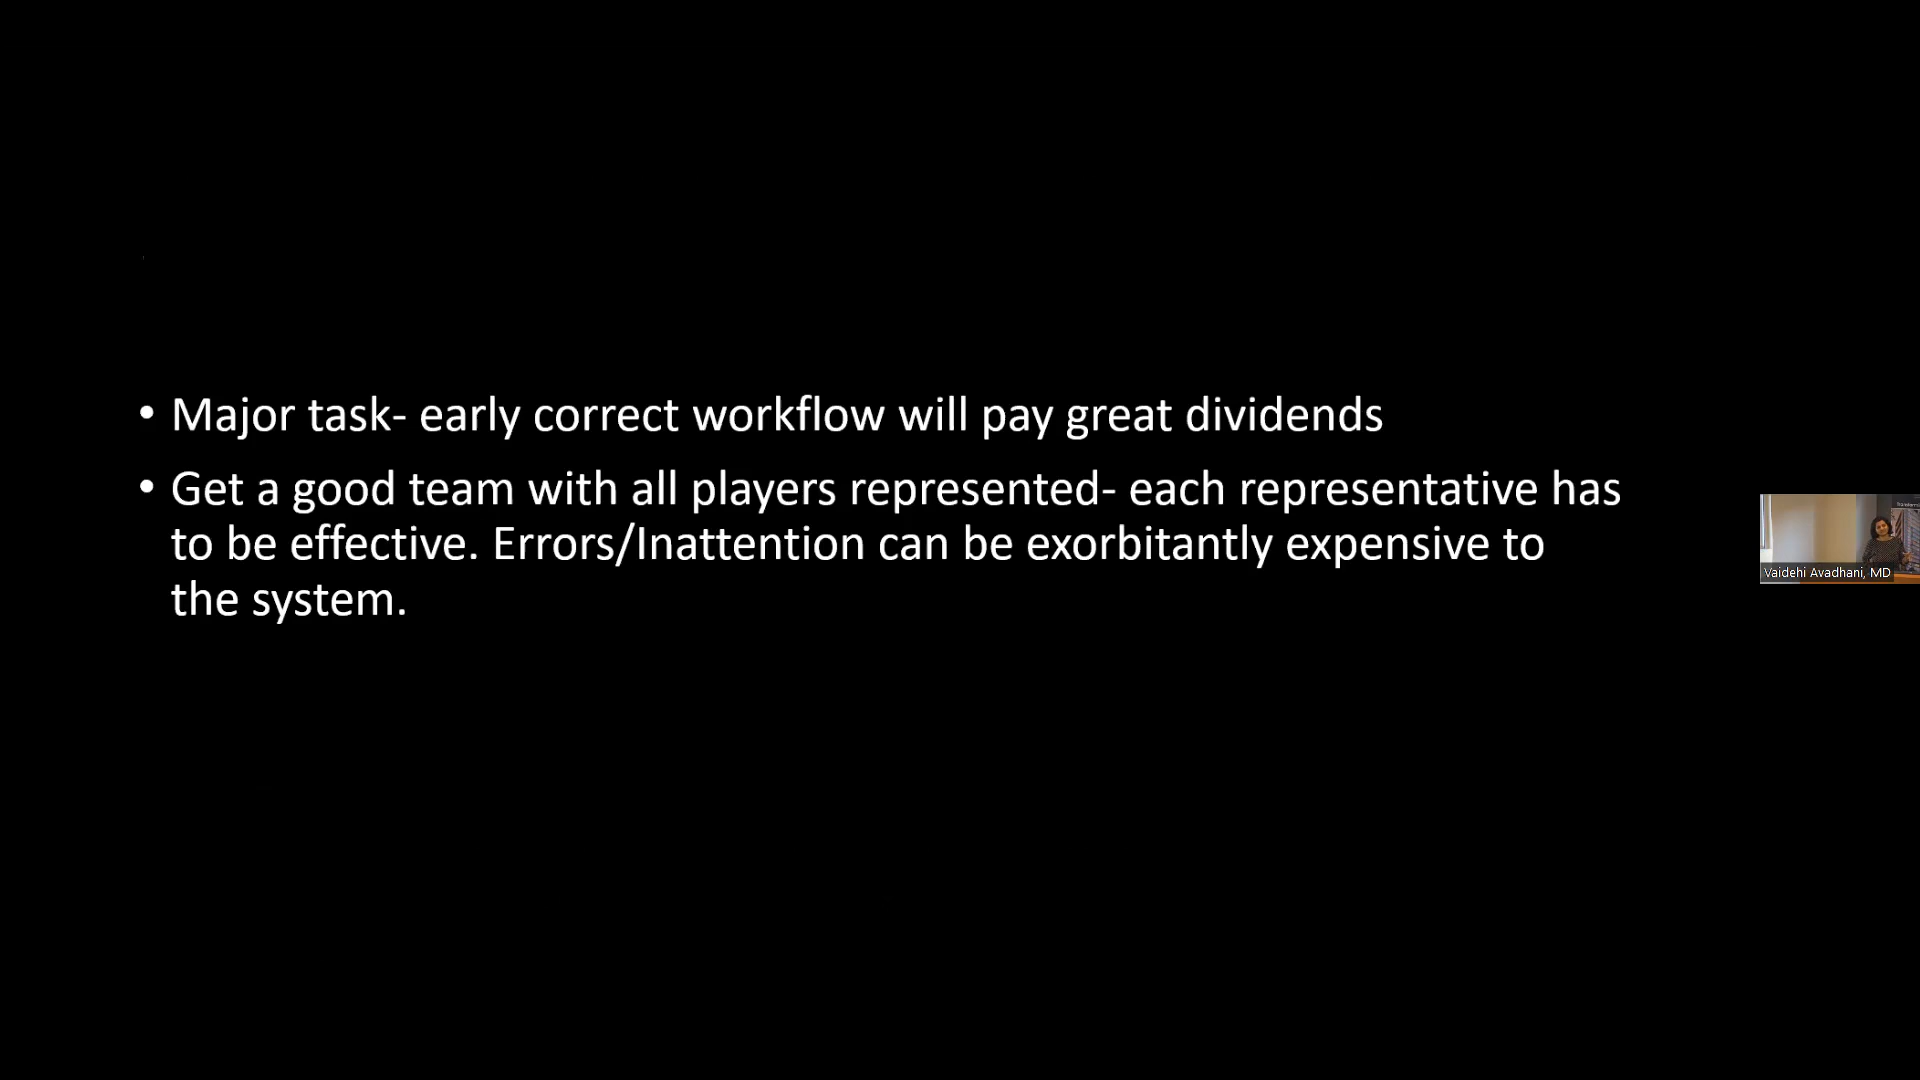 • Major task- early correct workflow will pay great dividends
• Get a good team with all players represented- each representative has
to be effective. Errors/Inattention can be exorbitantly expensive to
the system.
Vaidehi Avadhani, MD